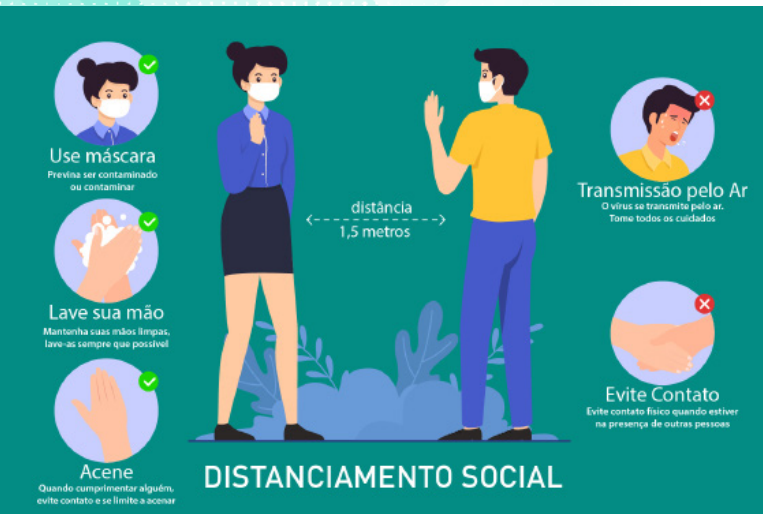 Use máscara
Previna ser contaminado
ou contaminar
Lave sua mão
Mantenha suas mãos limpas,
lave-as sempre que possível
Acene
Quando cumprimentar alguém,
evite contato e se limite a acenar
distância
1,5 metros
Transmissão pelo Ar
O vírus se transmite pelo ar.
Tome todos os cuidados
Evite Contato
Evite contato físico quando estiver
na presença de outras pessoas
DISTANCIAMENTO SOCIAL